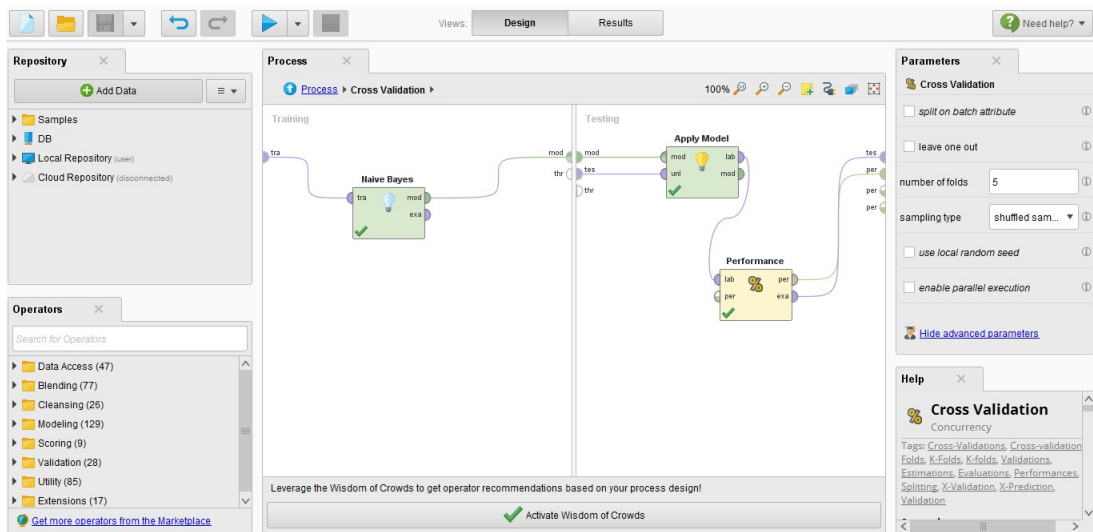 Views:
Design
Results
Need help?
Repository
Add Data
Samples
DB
Local Repository (user)
Cloud Repository (disconnected)
Operators
Search for Operators
Data Access (47)
Blending (77)
Cleansing (26)
Modeling (129)
Scoring (9)
Validation (28)
Utility (85)
Extensions (17)
Get more operators from the Marketplace
Process
Process Cross Validation
100%
Training
tra
Naive Bayes
tra mod
exa
mod
thr
Testing
mod
tes
thr
Apply Model
mod lab
unl mod
Performance
lab per
per exa
tes
per
per
per
Leverage the Wisdom of Crowds to get operator recommendations based on your process design!
Activate Wisdom of Crowds
Parameters
Cross Validation
split on batch attribute
leave one out
number of folds 5
sampling type shuffled sam...
use local random seed
enable parallel execution
Hide advanced parameters
Help
Cross Validation
Concurrency
Tags: Cross-Validations, Cross-validation
Folds, K-Folds, K-folds, Validations,
Estimations, Evaluations, Performances,
Splitting, X-Validation, X-Prediction,
Validation